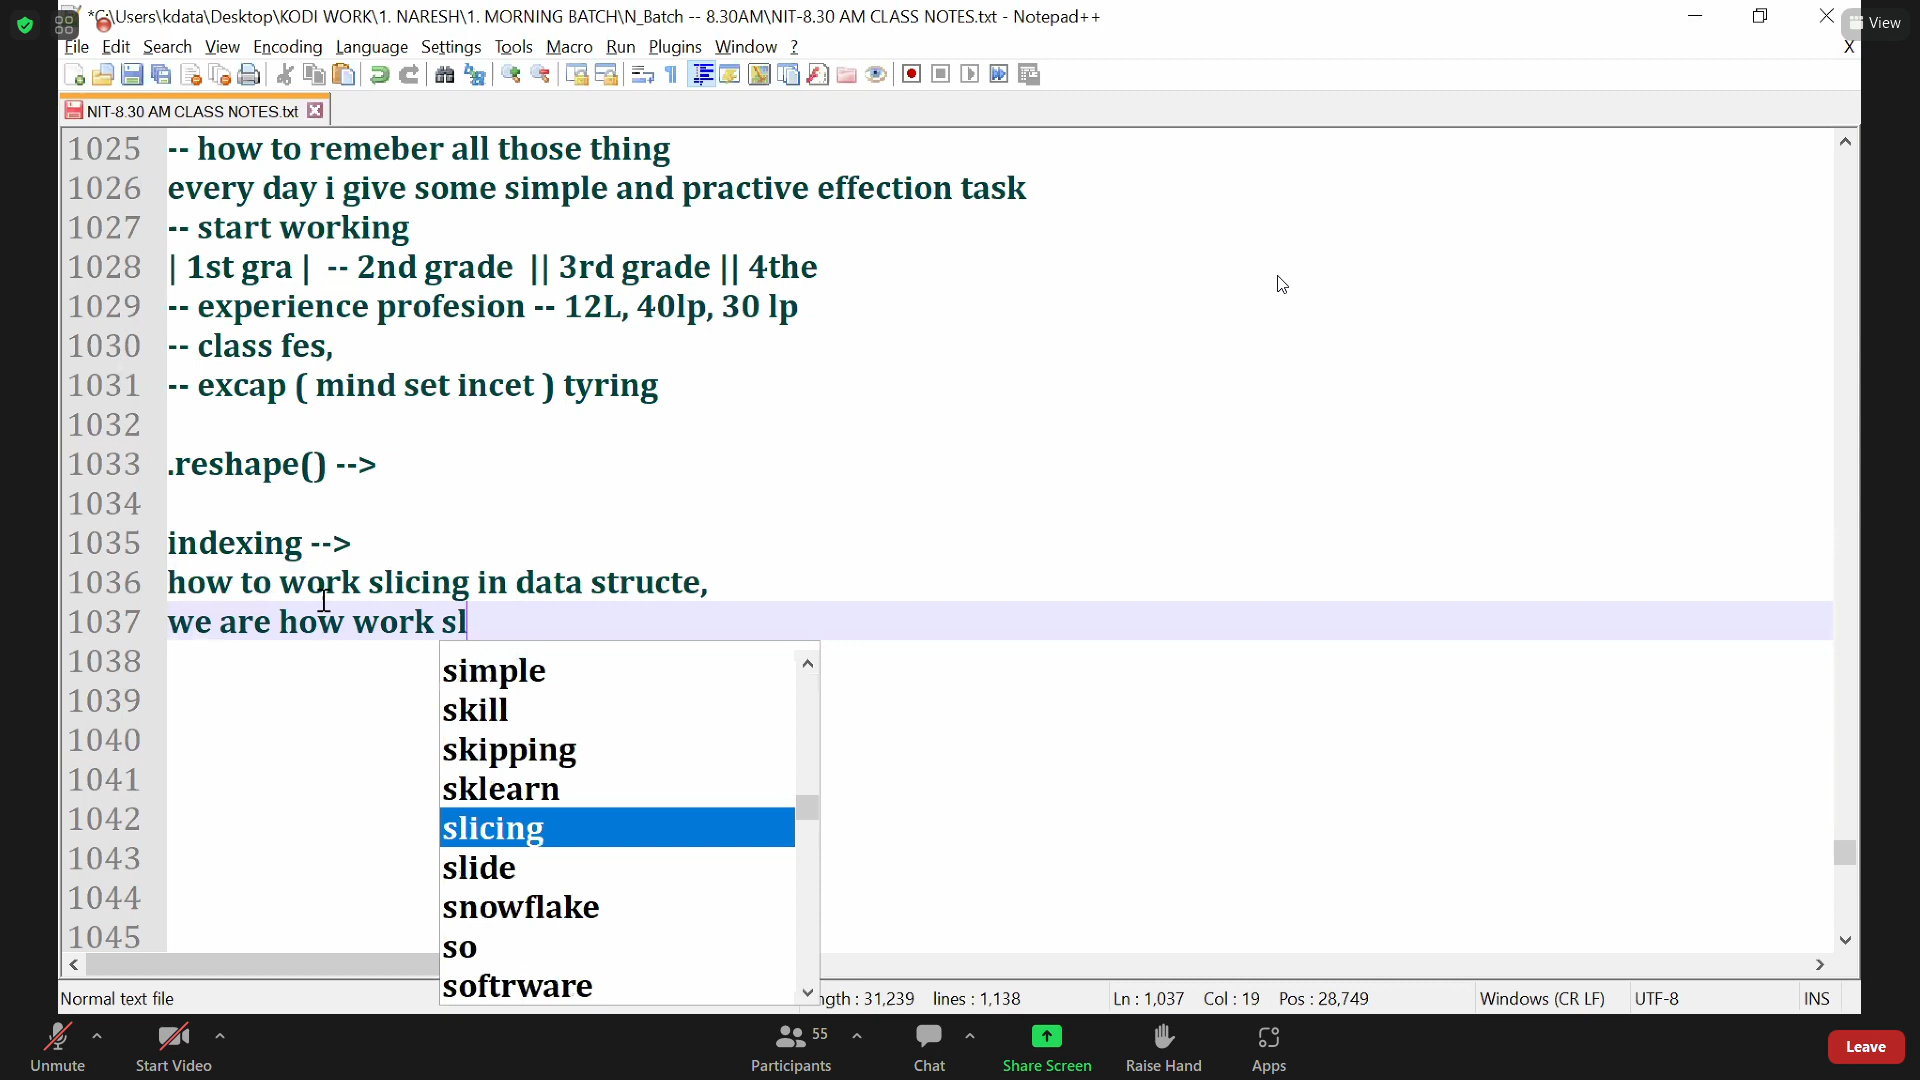 *C:\Users\kdata\Desktop\KODI WORK\1. NARESH\1. MORNING BATCH\N_Batch -- 8.30AM\NIT-8.30 AM CLASS NOTES.txt - Notepad++
View
File Edit Search View Encoding Language Settings Tools Macro Run Plugins Window ?
X
NIT-8.30 AM CLASS NOTES.txt
1025 -- how to remeber all those thing
1026 every day i give some simple and practive effection task
1027 -- start working
1028 | 1st gra | -- 2nd grade || 3rd grade || 4the
1029 -- experience profesion -- 12L, 40lp, 30 lp
1030 -- class fes,
1031 -- excap ( mind set incet ) tyring
1032
1033 .reshape() -->
1034
1035 indexing -->
1036 how to work slicing in data structe,
1037 we are how work sl
1038
1039
1040
1041
1042
1043
1044
1045
simple
skill
skipping
sklearn
slicing
slide
snowflake
so
softrware
Normal text file
ngth : 31,239 lines : 1,138
Ln : 1,037 Col : 19 Pos : 28,749
Windows (CR LF)
UTF-8
INS
Unmute
Start Video
55
Participants
Chat
Share Screen
Raise Hand
Apps
Leave